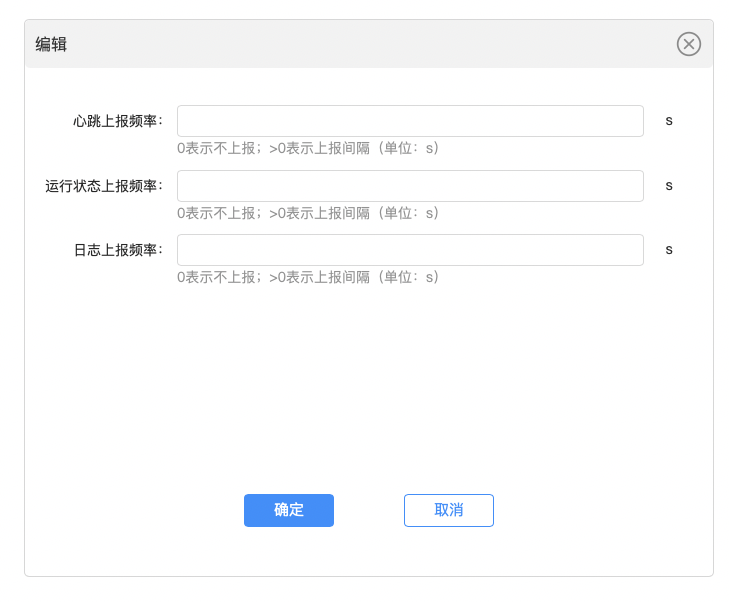 编辑
心跳上报频率： s
0表示不上报；>0表示上报间隔（单位：s）
运行状态上报频率： s
0表示不上报；>0表示上报间隔（单位：s）
日志上报频率： s
0表示不上报；>0表示上报间隔（单位：s）
确定 取消